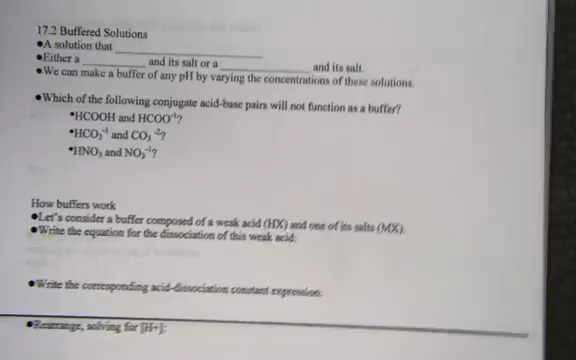 17.2 Buffered Solutions
●A solution that ____________________
●Either a __________ and its salt or a ______________ and its salt.
●We can make a buffer of any pH by varying the concentrations of these solutions.
●Which of the following conjugate acid-base pairs will not function as a buffer?
•HCOOH and HCOO⁻¹?
•HCO₃⁻¹ and CO₃⁻²?
•HNO₃ and NO₃⁻¹?
How buffers work
●Let's consider a buffer composed of a weak acid (HX) and one of its salts (MX).
●Write the equation for the dissociation of this weak acid:
●Write the corresponding acid-dissociation constant expression:
●Rearrange, solving for [H+]: